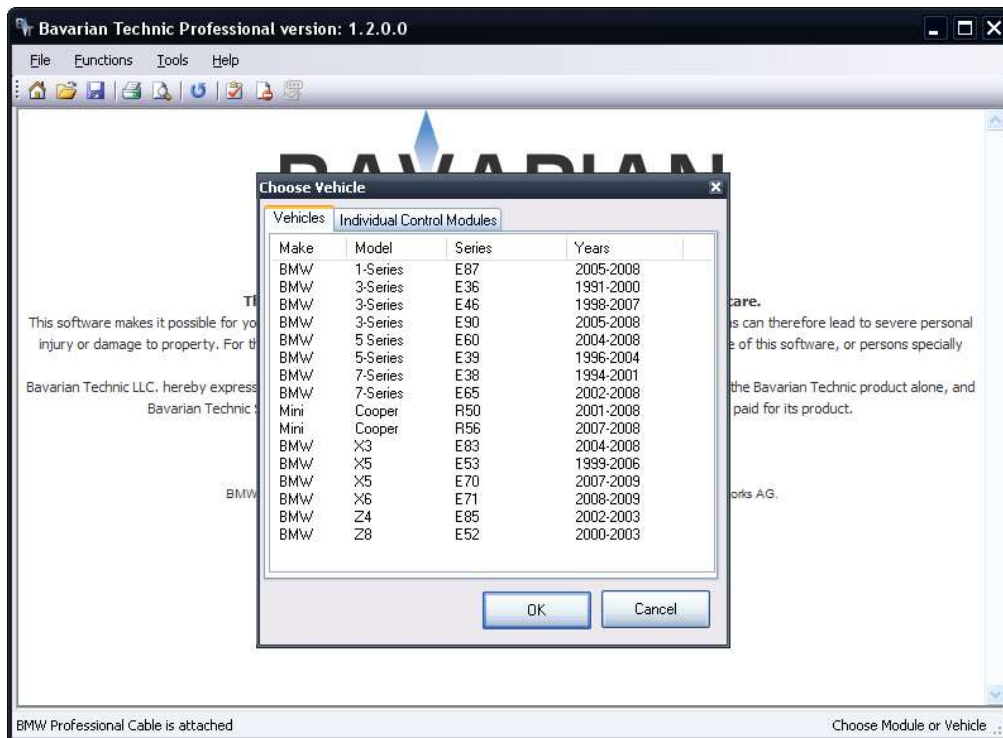 Bavarian Technic Professional version: 1.2.0.0
File Functions Tools Help
BAVARIAN
Choose Vehicle
Vehicles Individual Control Modules
Make Model Series Years
BMW 1-Series E87 2005-2008
BMW 3-Series E36 1991-2000
BMW 3-Series E46 1998-2007
BMW 3-Series E90 2005-2008
BMW 5 Series E60 2004-2008
BMW 5-Series E39 1996-2004
BMW 7-Series E38 1994-2001
BMW 7-Series E65 2002-2008
Mini Cooper R50 2001-2008
Mini Cooper R56 2007-2008
BMW X3 E83 2004-2008
BMW X5 E53 1999-2006
BMW X5 E70 2007-2009
BMW X6 E71 2008-2009
BMW Z4 E85 2002-2003
BMW Z8 E52 2000-2003
OK Cancel
care.
This software makes it possible for yo ns can therefore lead to severe personal
injury or damage to property. For th e of this software, or persons specially
Bavarian Technic LLC. hereby express the Bavarian Technic product alone, and
Bavarian Technic paid for its product.
BMW orks AG.
BMW Professional Cable is attached Choose Module or Vehicle